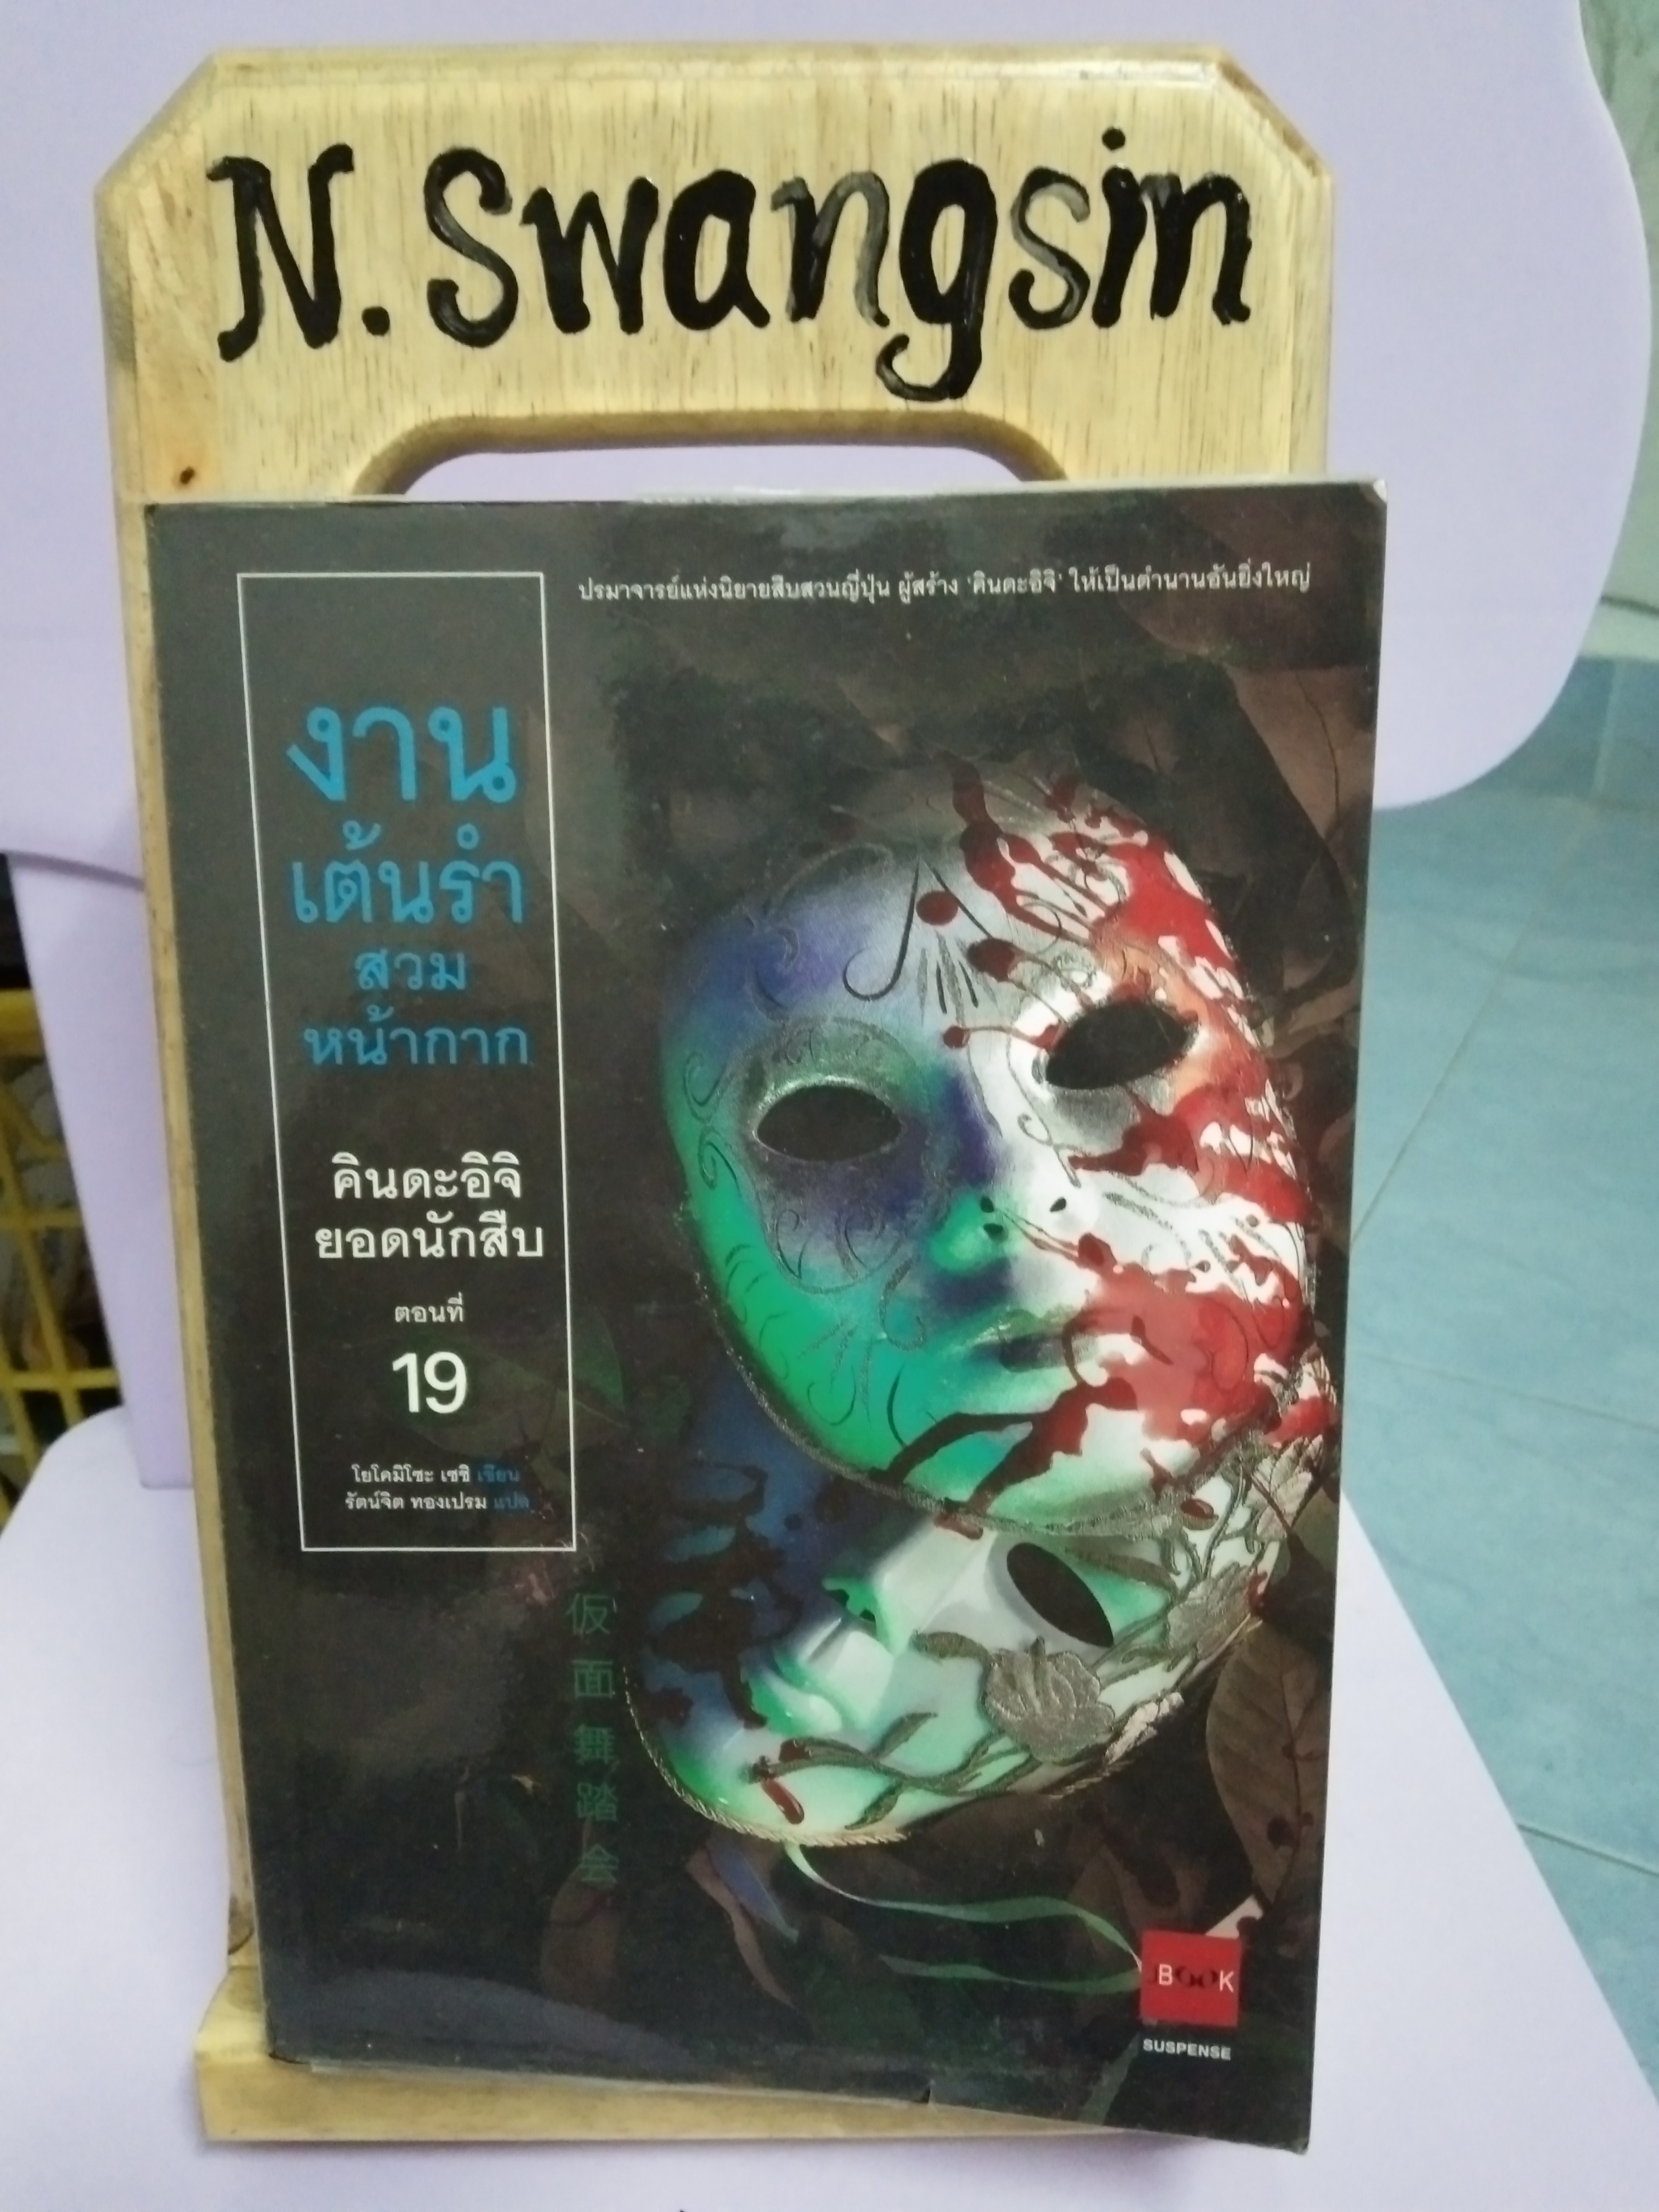 N. Swangsin
ปรมาจารย์แห่งนิยายสืบสวนญี่ปุ่น ผู้สร้าง 'คินดะอิจิ' ให้เป็นตำนานอันยิ่งใหญ่
งาน
เต้นรำ
สวม
หน้ากาก
คินดะอิจิ
ยอดนักสืบ
ตอนที่
19
โยโคมิโซะ เซชิ เขียน
รัตน์จิต ทองเปรม แปล
仮
面
舞
踏
会
JBOOK
SUSPENSE